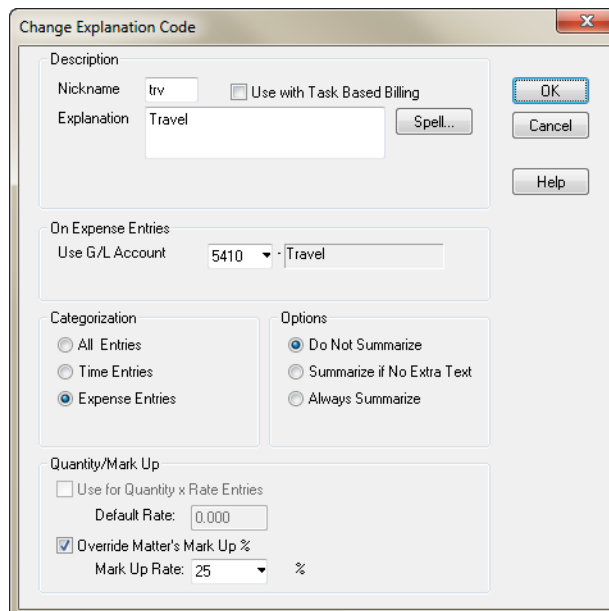 Change Explanation Code
Description
Nickname trv Use with Task Based Billing
Explanation Travel Spell...
OK
Cancel
Help
On Expense Entries
Use G/L Account 5410 - Travel
Categorization
All Entries
Time Entries
Expense Entries
Options
Do Not Summarize
Summarize if No Extra Text
Always Summarize
Quantity/Mark Up
Use for Quantity x Rate Entries
Default Rate: 0.000
Override Matter's Mark Up %
Mark Up Rate: 25 %